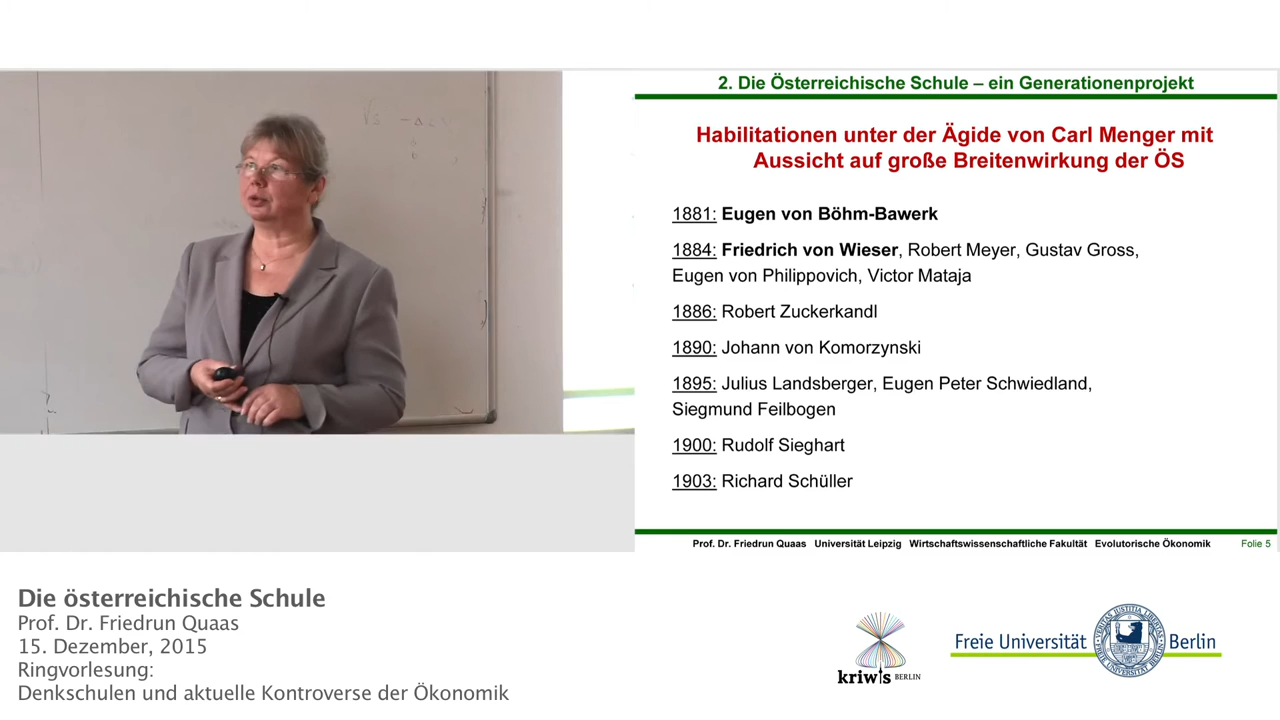 2. Die Österreichische Schule – ein Generationenprojekt
Habilitationen unter der Ägide von Carl Menger mit
Aussicht auf große Breitenwirkung der ÖS
1881: Eugen von Böhm-Bawerk
1884: Friedrich von Wieser, Robert Meyer, Gustav Gross,
Eugen von Philippovich, Victor Mataja
1886: Robert Zuckerkandl
1890: Johann von Komorzynski
1895: Julius Landsberger, Eugen Peter Schwiedland,
Siegmund Feilbogen
1900: Rudolf Sieghart
1903: Richard Schüller
Prof. Dr. Friedrun Quaas Universität Leipzig Wirtschaftswissenschaftliche Fakultät Evolutorische Ökonomik Folie 5
Die österreichische Schule
Prof. Dr. Friedrun Quaas
15. Dezember, 2015
Ringvorlesung:
Denkschulen und aktuelle Kontroverse der Ökonomik
kriwis BERLIN
Freie Universität Berlin